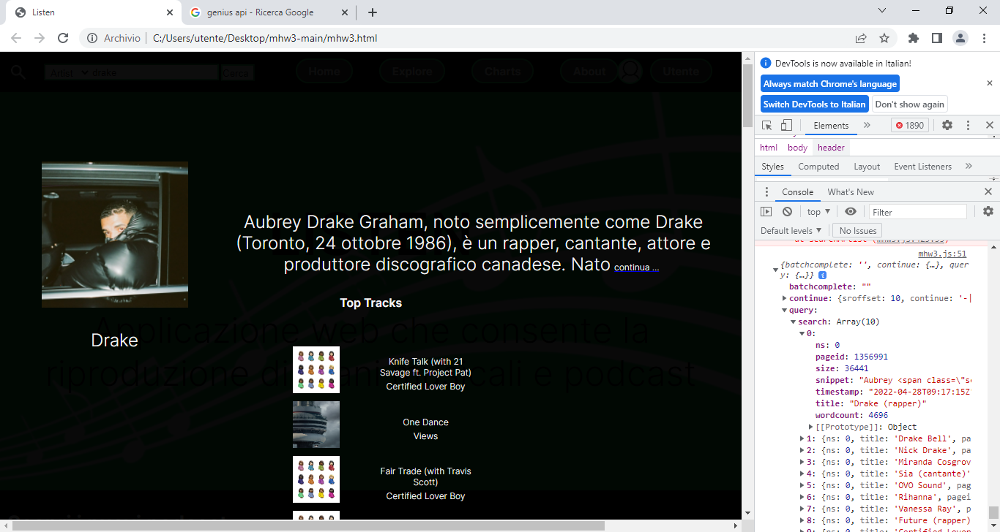 Listen
genius api - Ricerca Google
Archivio C:/Users/utente/Desktop/mhw3-main/mhw3.html
Artist drake Cerca Home Explore Charts About Utente
Aubrey Drake Graham, noto semplicemente come Drake
(Toronto, 24 ottobre 1986), è un rapper, cantante, attore e
produttore discografico canadese. Nato continua ...
Top Tracks
Applicazione web che consente la
Drake
riproduzione di
e podcast
Knife Talk (with 21
Savage ft. Project Pat)
Certified Lover Boy
One Dance
Views
Fair Trade (with Travis
Scott)
Certified Lover Boy
DevTools is now available in Italian!
Always match Chrome's language
Switch DevTools to Italian Don't show again
Elements 1890
html body header
Styles Computed Layout Event Listeners
Console What's New
top Filter
Default levels No Issues
mhw3.js:51
{batchcomplete: '', continue: {…}, quer
y: {…}}
batchcomplete: ""
continue: {sroffset: 10, continue: '-|
query:
search: Array(10)
0:
ns: 0
pageid: 1356991
size: 36441
snippet: "Aubrey <span class=\"se
timestamp: "2022-04-28T09:17:15Z
title: "Drake (rapper)"
wordcount: 4696
[[Prototype]]: Object
1: {ns: 0, title: 'Drake Bell', pa
2: {ns: 0, title: 'Nick Drake', pa
3: {ns: 0, title: 'Miranda Cosgrov
4: {ns: 0, title: 'Sia (cantante)'
5: {ns: 0, title: 'OVO Sound', pag
6: {ns: 0, title: 'Rihanna', pagei
7: {ns: 0, title: 'Vanessa Ray', p
8: {ns: 0, title: 'Future (rapper)